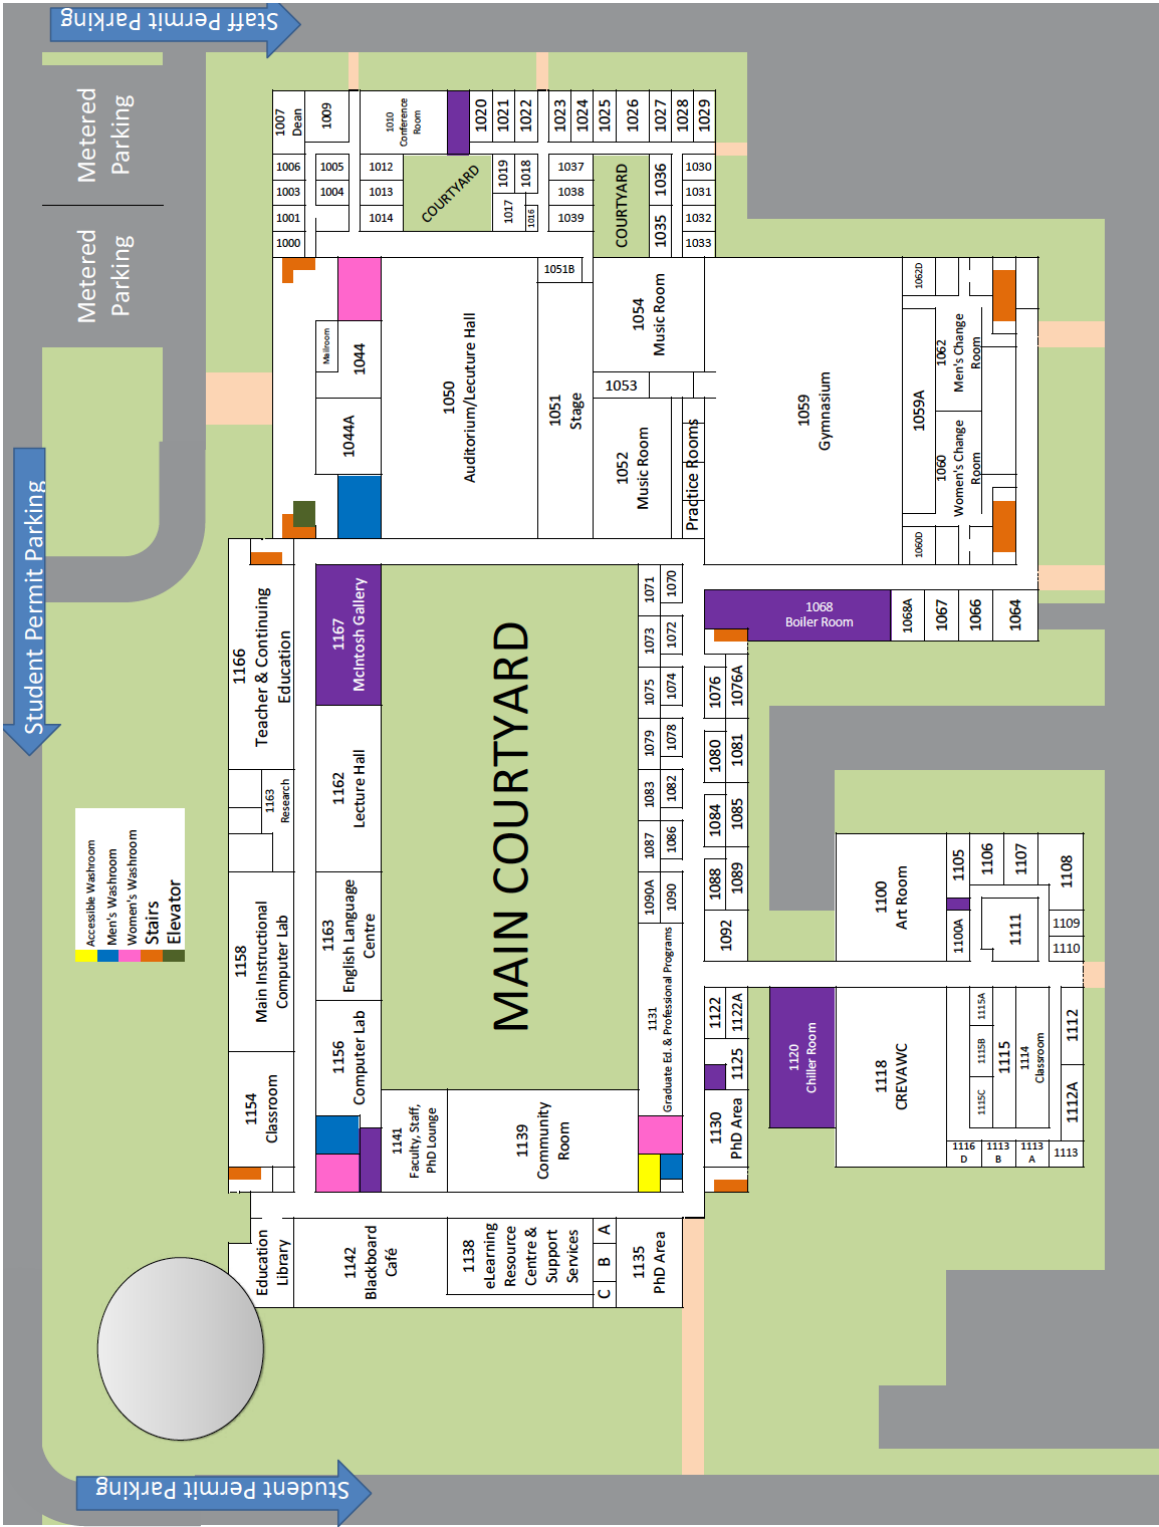 Staff Permit Parking
Metered
Parking
Metered
Parking
Student Permit Parking
1007
Dean
1009
1010
Conference
Room
1020
1021
1022
1023
1024
1025
1026
1027
1028
1029
1006
1005
1012
1019
1018
1037
1036
1030
1003
1004
1013
COURTYARD
1038
COURTYARD
1031
1001
1014
1017
1016
1039
1035
1032
1000
1033
1051B
1062D
Mailroom
1044
1044A
1050
Auditorium/Lecuture Hall
1051
Stage
1054
Music Room
1053
1052
Music Room
Practice Rooms
1059
Gymnasium
1059A
1062
Men's Change
Room
1060
Women's Change
Room
1060D
1166
Teacher & Continuing
Education
1167
McIntosh Gallery
MAIN COURTYARD
1071
1070
1073
1072
1075
1074
1079
1078
1083
1082
1087
1086
1090A
1090
1068
Boiler Room
1068A
1067
1066
1064
1076
1076A
1080
1081
1084
1085
1088
1089
1092
1163
Research
1162
Lecture Hall
Accessible Washroom
Men's Washroom
Women's Washroom
Stairs
Elevator
1158
Main Instructional
Computer Lab
1163
English Language
Centre
1156
Computer Lab
1154
Classroom
1131
Graduate Ed. & Professional Programs
1100
Art Room
1105
1106
1107
1108
1100A
1111
1109
1110
1122
1122A
1125
1130
PhD Area
1120
Chiller Room
1118
CREVAWC
1115A
1115B
1115C
1115
1114
Classroom
1112
1112A
1116
D
1113
B
1113
A
1113
1141
Faculty, Staff,
PhD Lounge
1139
Community
Room
Education
Library
1142
Blackboard
Café
1138
eLearning
Resource
Centre &
Support
Services
A
B
C
1135
PhD Area
Student Permit Parking